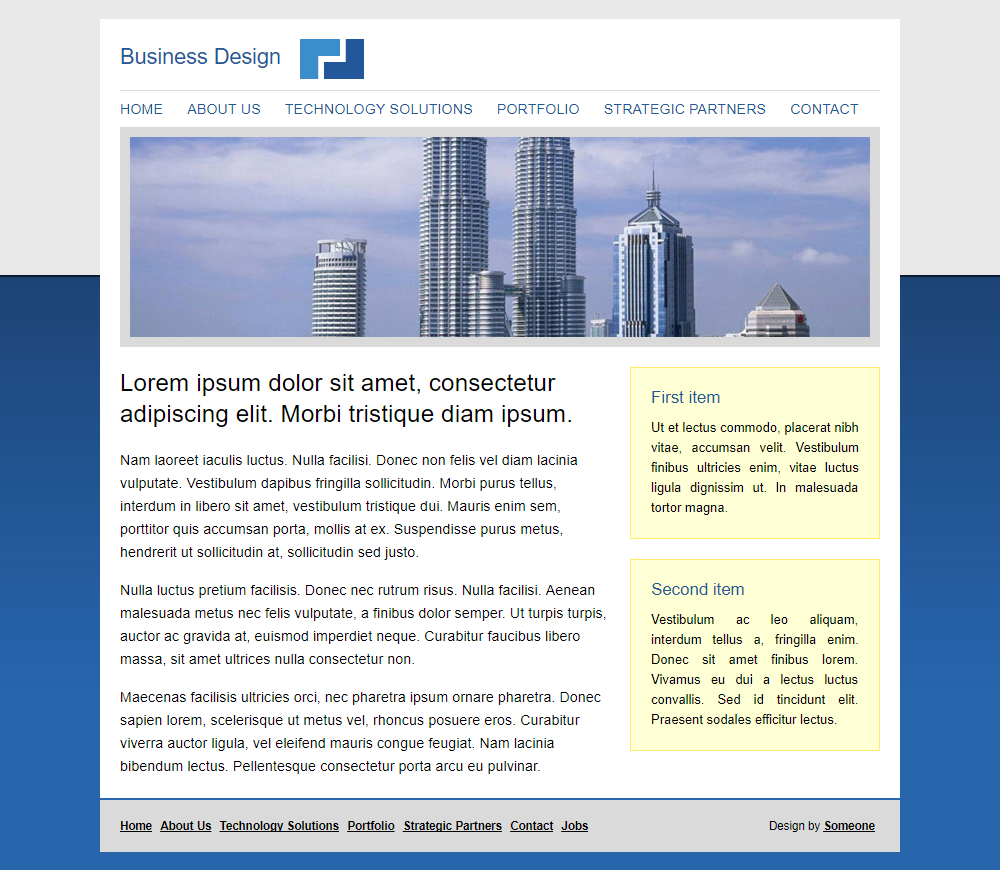 Business Design
HOME ABOUT US TECHNOLOGY SOLUTIONS PORTFOLIO STRATEGIC PARTNERS CONTACT
Lorem ipsum dolor sit amet, consectetur
adipiscing elit. Morbi tristique diam ipsum.
Nam laoreet iaculis luctus. Nulla facilisi. Donec non felis vel diam lacinia
vulputate. Vestibulum dapibus fringilla sollicitudin. Morbi purus tellus,
interdum in libero sit amet, vestibulum tristique dui. Mauris enim sem,
porttitor quis accumsan porta, mollis at ex. Suspendisse purus metus,
hendrerit ut sollicitudin at, sollicitudin sed justo.
Nulla luctus pretium facilisis. Donec nec rutrum risus. Nulla facilisi. Aenean
malesuada metus nec felis vulputate, a finibus dolor semper. Ut turpis turpis,
auctor ac gravida at, euismod imperdiet neque. Curabitur faucibus libero
massa, sit amet ultrices nulla consectetur non.
Maecenas facilisis ultricies orci, nec pharetra ipsum ornare pharetra. Donec
sapien lorem, scelerisque ut metus vel, rhoncus posuere eros. Curabitur
viverra auctor ligula, vel eleifend mauris congue feugiat. Nam lacinia
bibendum lectus. Pellentesque consectetur porta arcu eu pulvinar.
First item
Ut et lectus commodo, placerat nibh
vitae, accumsan velit. Vestibulum
finibus ultricies enim, vitae luctus
ligula dignissim ut. In malesuada
tortor magna.
Second item
Vestibulum ac leo aliquam,
interdum tellus a, fringilla enim.
Donec sit amet finibus lorem.
Vivamus eu dui a lectus luctus
convallis. Sed id tincidunt elit.
Praesent sodales efficitur lectus.
Home About Us Technology Solutions Portfolio Strategic Partners Contact Jobs
Design by Someone